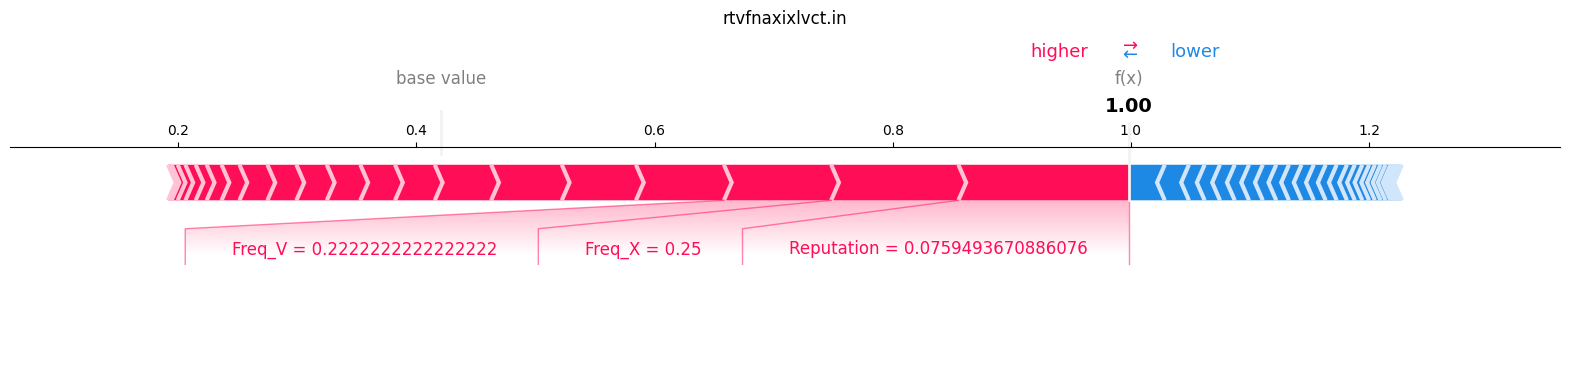 rtvfnaxixlvct.in
higher ⇄ lower
base value f(x)
1.00
0.2 0.4 0.6 0.8 1.0 1.2
Freq_V = 0.2222222222222222 Freq_X = 0.25 Reputation = 0.0759493670886076